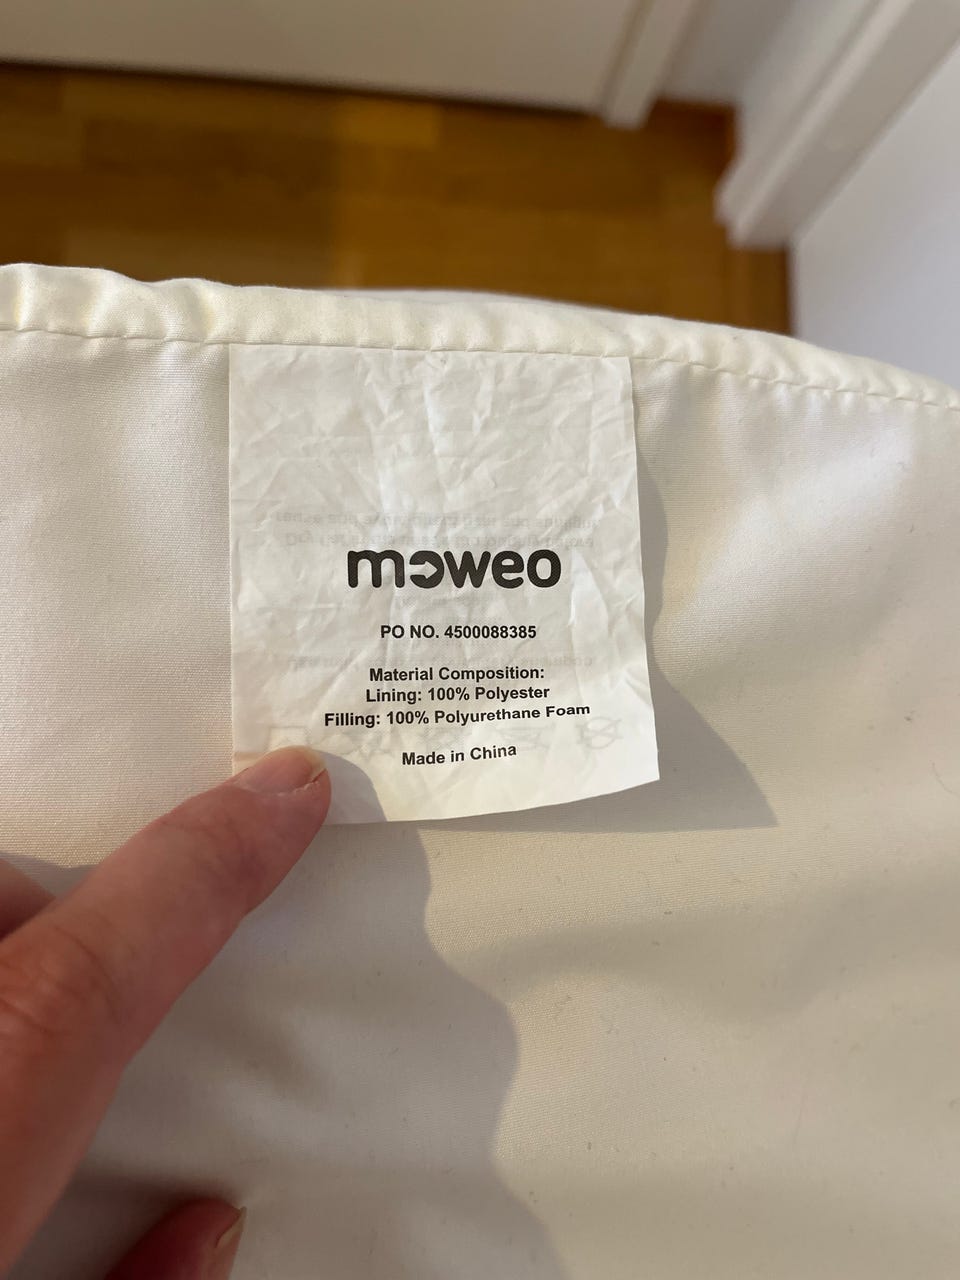 moweo
PO NO. 4500088385
Material Composition:
Lining: 100% Polyester
Filling: 100% Polyurethane Foam
Made in China